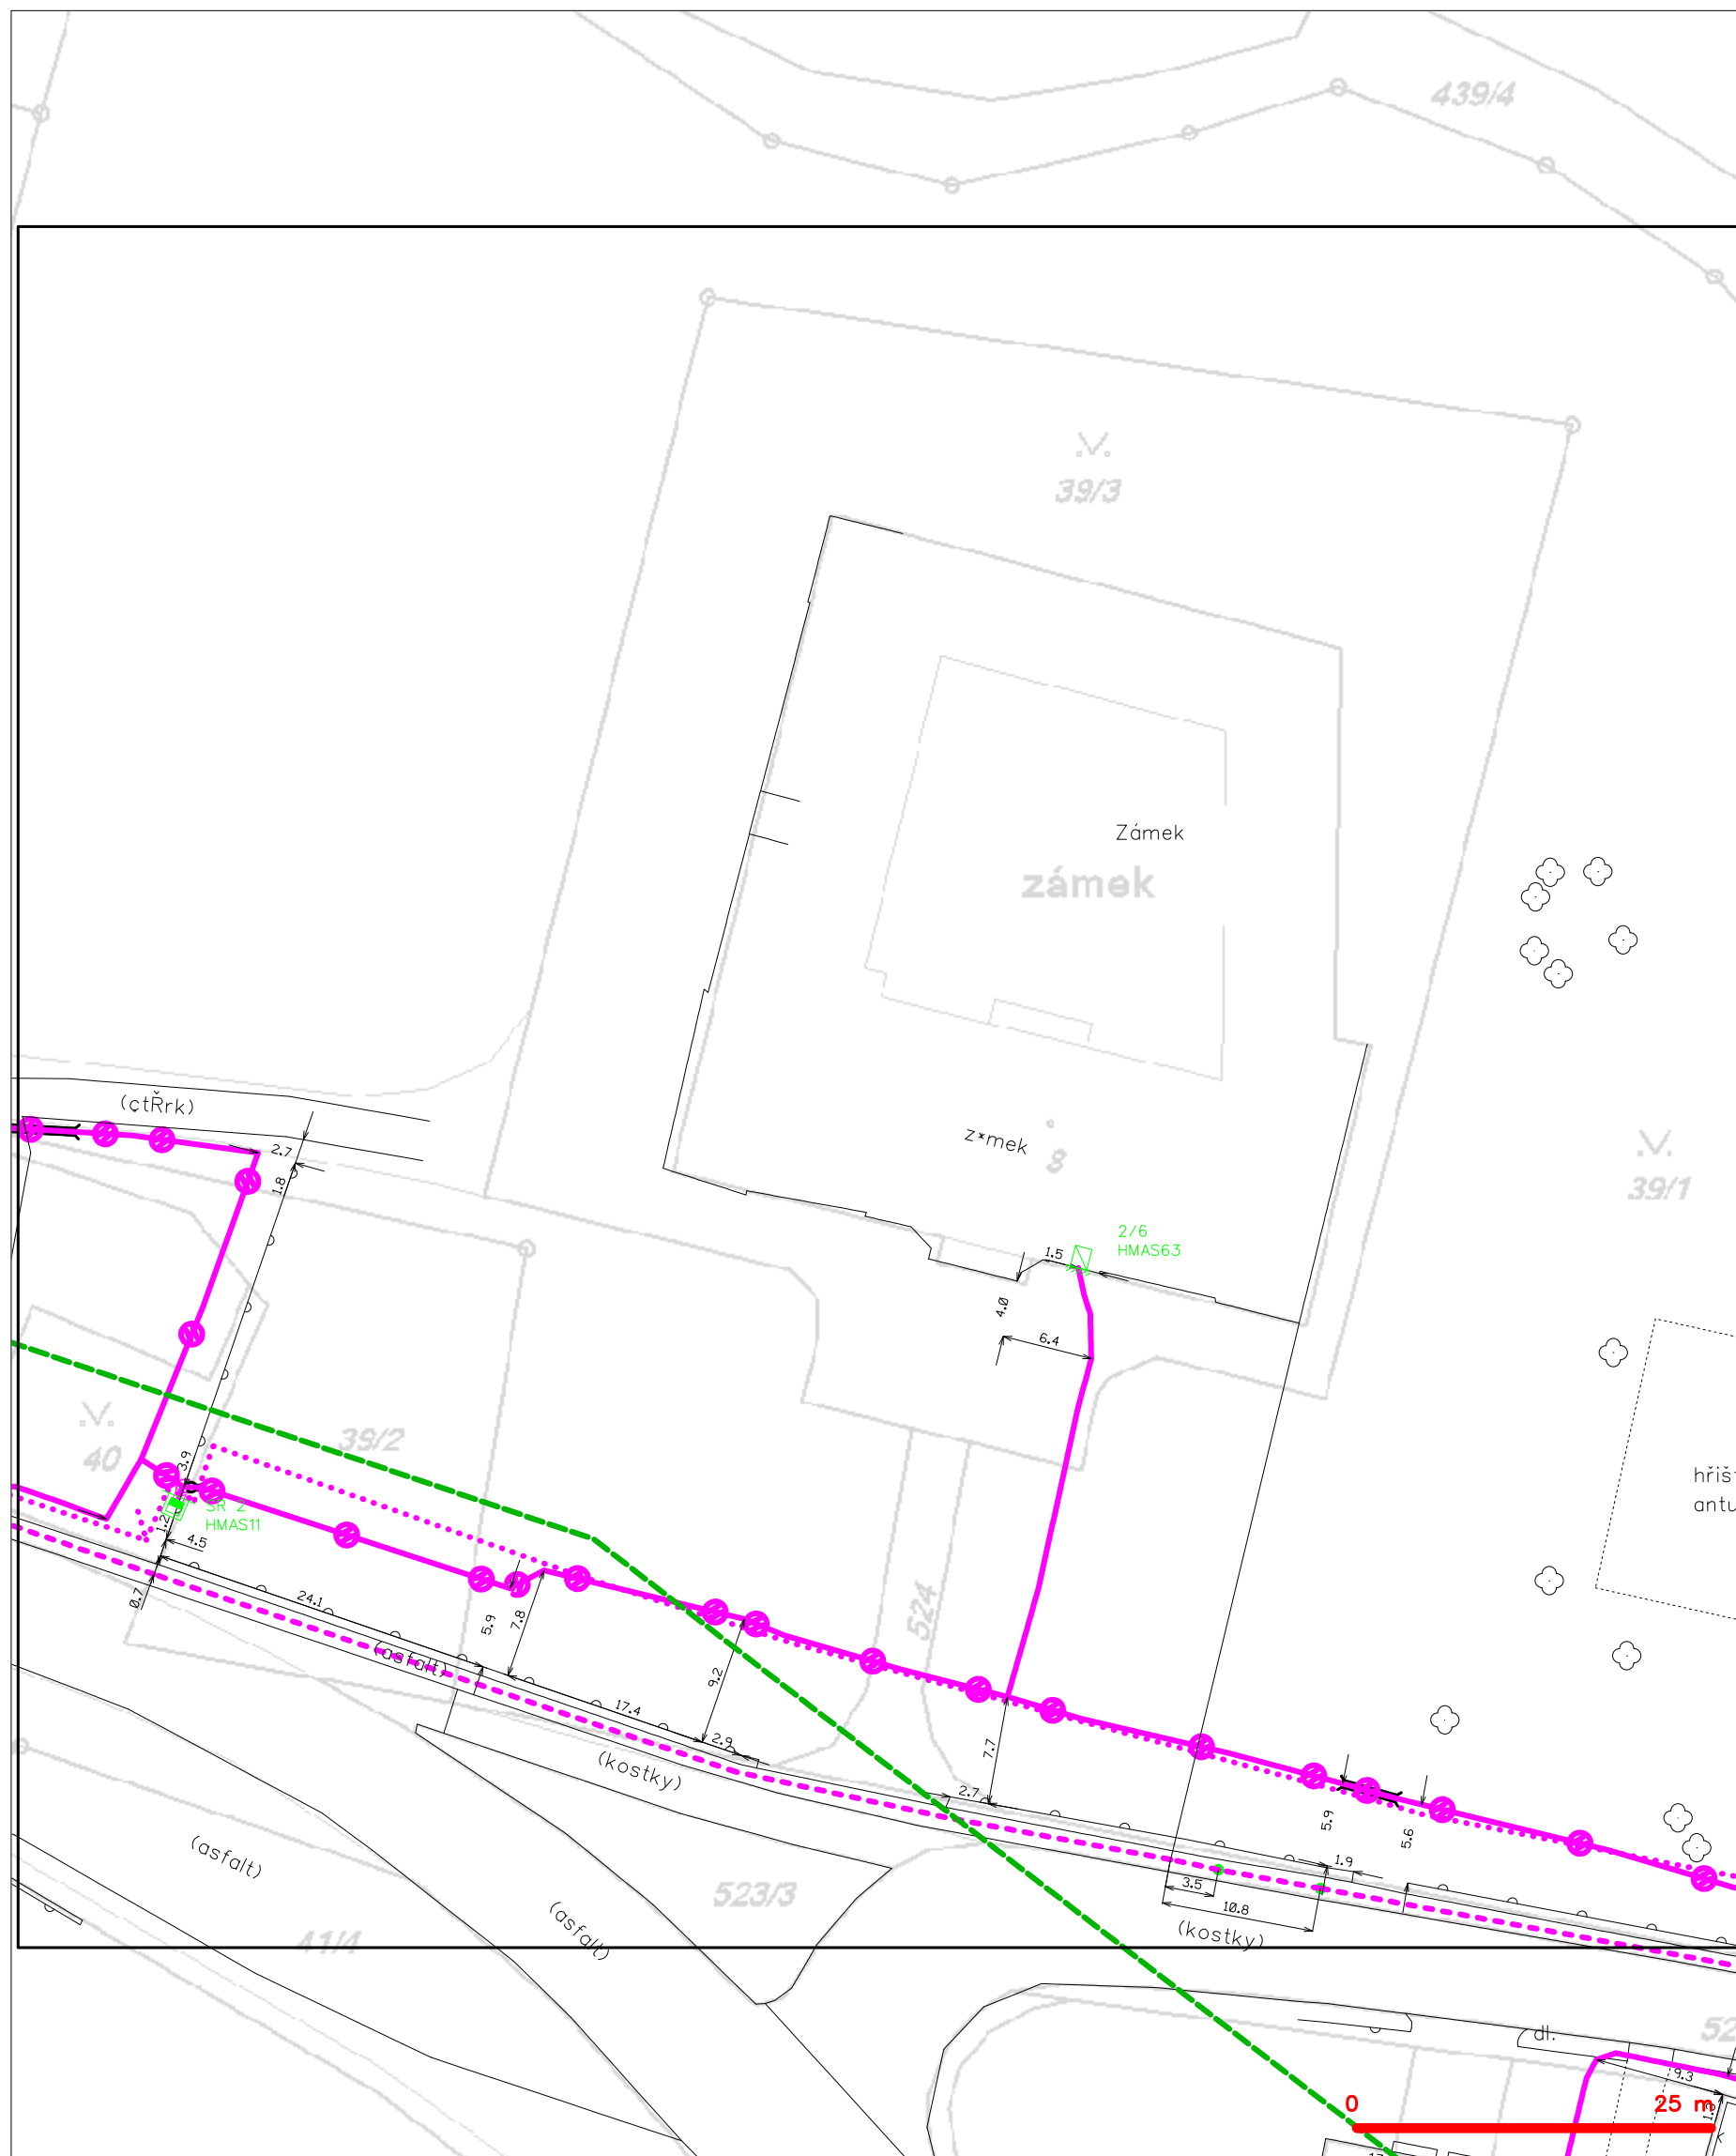 439/4
39/3
Zámek
zámek
(ctŘrk)
z*mek
8
2.7
1.8
39/1
2/6
HMAS63
1.5
4.0
6.4
39/2
40
3.9
SR 2
HMAS11
1.2
4.5
0.7
24.1
5.9
7.8
(asfalt)
524
9.2
17.4
2.9
7.7
(kostky)
2.7
5.9
5.6
1.9
3.5
10.8
(kostky)
(asfalt)
523/3
(asfalt)
41/4
hřiš
antu
dl.
52
9.3
0
25 m